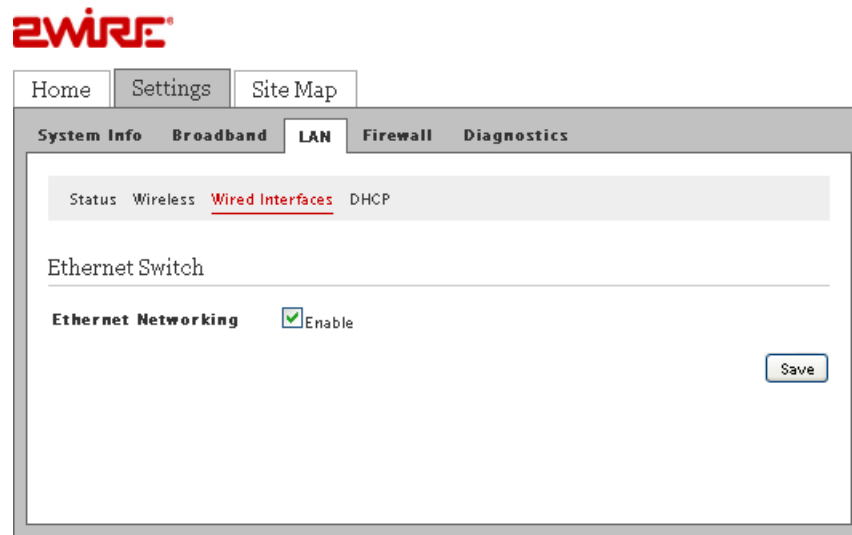 2WIRE®
Home Settings Site Map
System Info Broadband LAN Firewall Diagnostics
Status Wireless Wired Interfaces DHCP
Ethernet Switch
Ethernet Networking Enable
Save